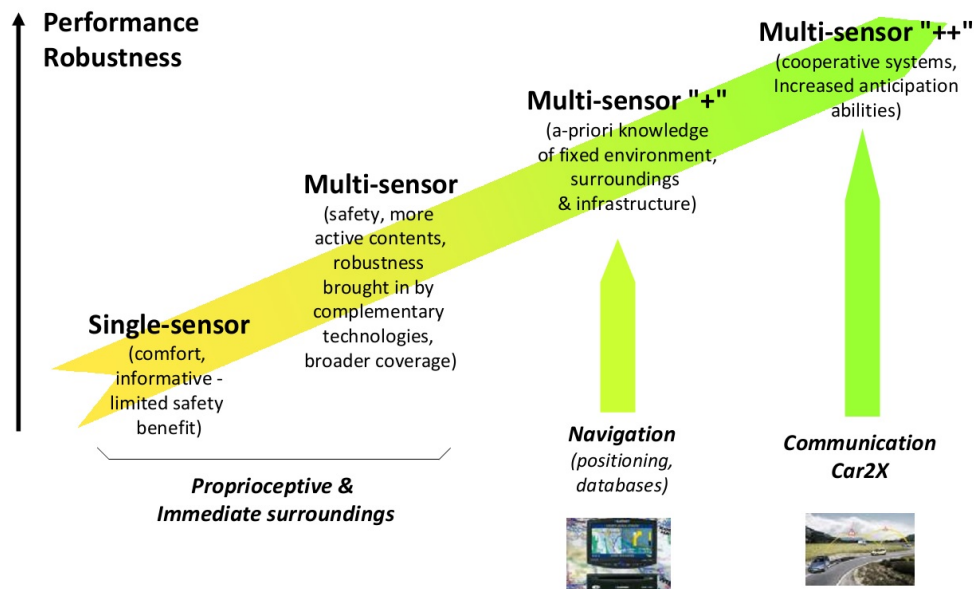 Performance
Robustness
Multi-sensor "++"
(cooperative systems,
Increased anticipation
abilities)
Multi-sensor "+"
(a-priori knowledge
of fixed environment,
surroundings
& infrastructure)
Multi-sensor
(safety, more
active contents,
robustness
brought in by
complementary
technologies,
broader coverage)
Single-sensor
(comfort,
informative -
limited safety
benefit)
Proprioceptive &
Immediate surroundings
Navigation
(positioning,
databases)
Communication
Car2X